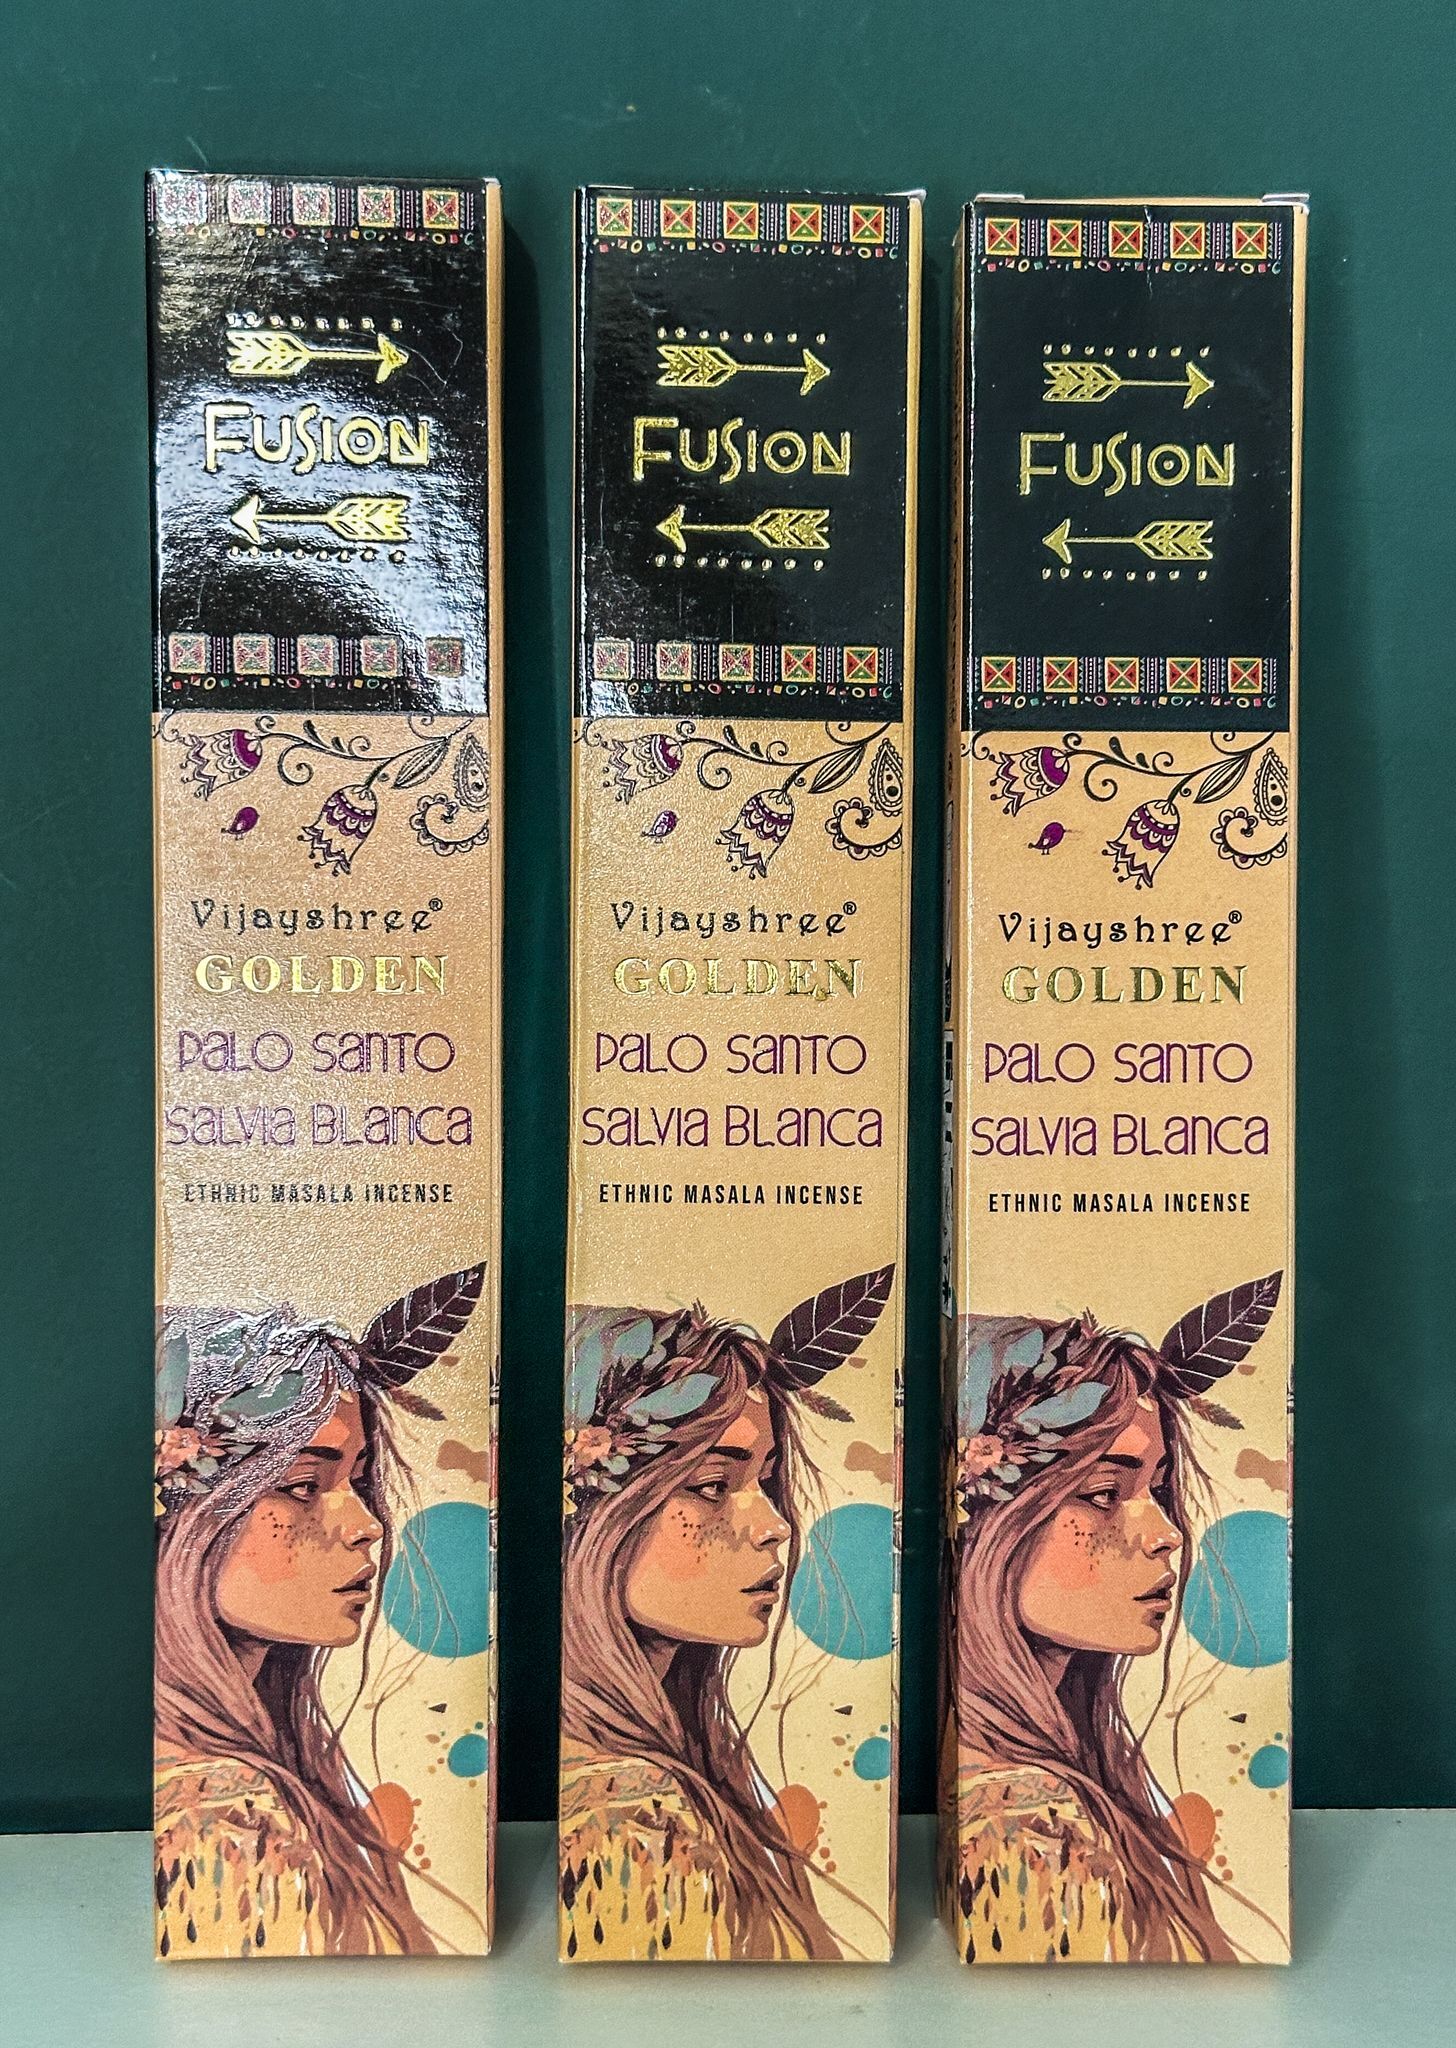 FUSION
Vijayshree®
GOLDEN
PALO SANTO
SALVIA BLANCA
ETHNIC MASALA INCENSE
FUSION
Vijayshree®
GOLDEN
PALO SANTO
SALVIA BLANCA
ETHNIC MASALA INCENSE
FUSION
Vijayshree®
GOLDEN
PALO SANTO
SALVIA BLANCA
ETHNIC MASALA INCENSE